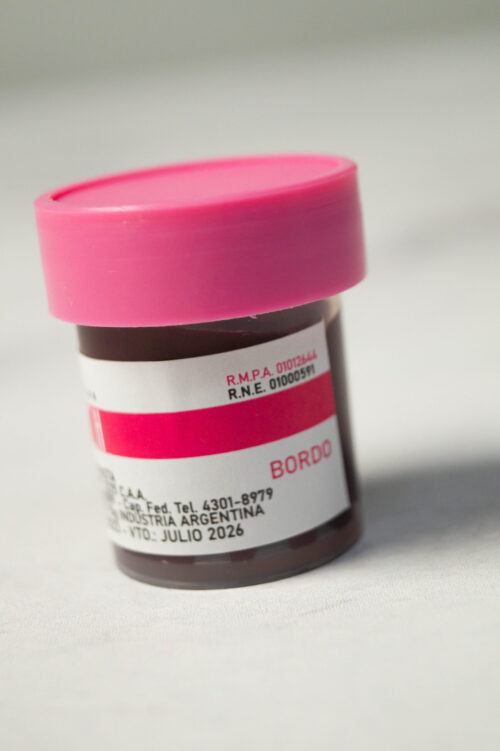 R.M.P.A. 01012644
R.N.E. 01000591
BORDO
C.A.A.
Cap. Fed. Tel. 4301-8979
INDUSTRIA ARGENTINA
- VTO.: JULIO 2026